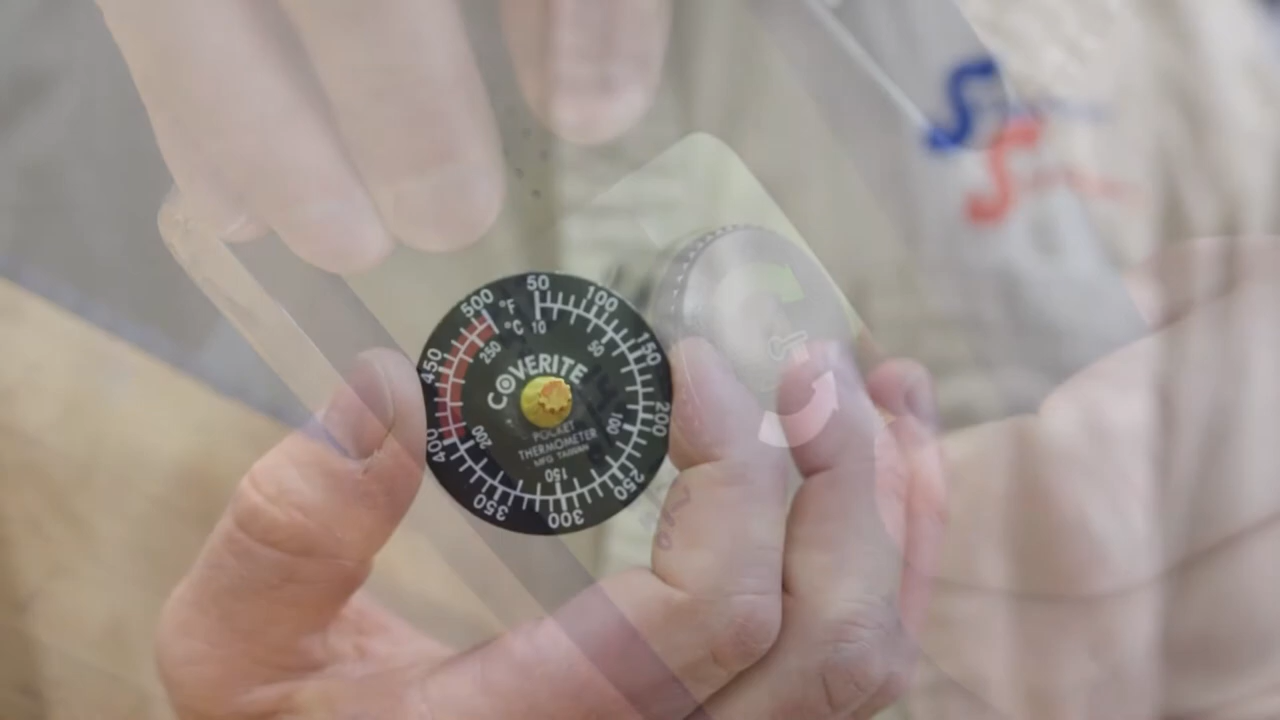 50
500 °F 100
°C 10
250 50 150
450
COVERITE
200
400 200 100
POCKET
THERMOMETER
MFG TAIWAN
150 250
350
300